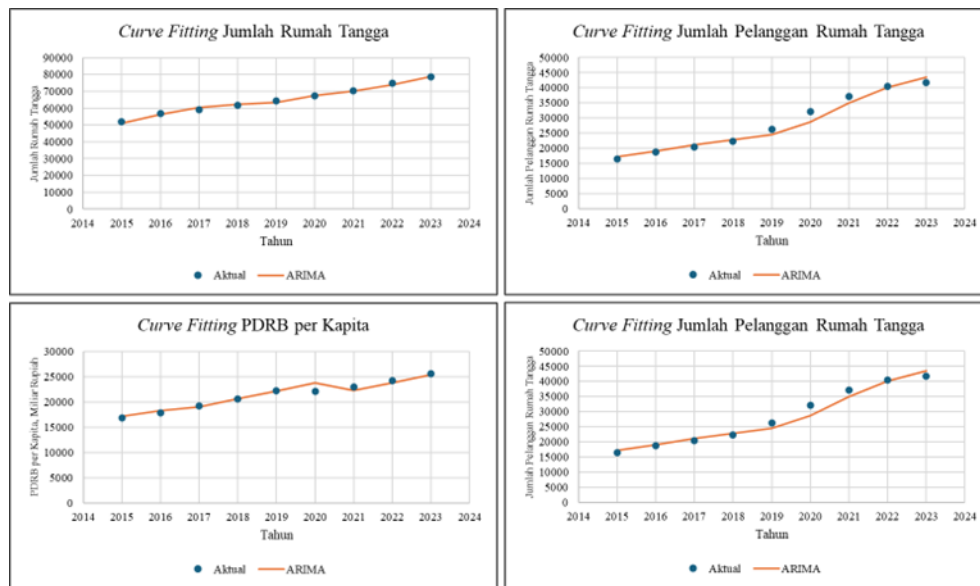 Curve Fitting Jumlah Rumah Tangga
Jumlah Rumah Tangga
90000
80000
70000
60000
50000
40000
30000
20000
10000
0
2014 2015 2016 2017 2018 2019 2020 2021 2022 2023 2024
Tahun
Aktual ARIMA
Curve Fitting Jumlah Pelanggan Rumah Tangga
Jumlah Pelanggan Rumah Tangga
50000
45000
40000
35000
30000
25000
20000
15000
10000
5000
0
2014 2015 2016 2017 2018 2019 2020 2021 2022 2023 2024
Tahun
Aktual ARIMA
Curve Fitting PDRB per Kapita
PDRB per Kapita, Miliar Rupiah
30000
25000
20000
15000
10000
5000
0
2014 2015 2016 2017 2018 2019 2020 2021 2022 2023 2024
Tahun
Aktual ARIMA
Curve Fitting Jumlah Pelanggan Rumah Tangga
Jumlah Pelanggan Rumah Tangga
50000
45000
40000
35000
30000
25000
20000
15000
10000
5000
0
2014 2015 2016 2017 2018 2019 2020 2021 2022 2023 2024
Tahun
Aktual ARIMA